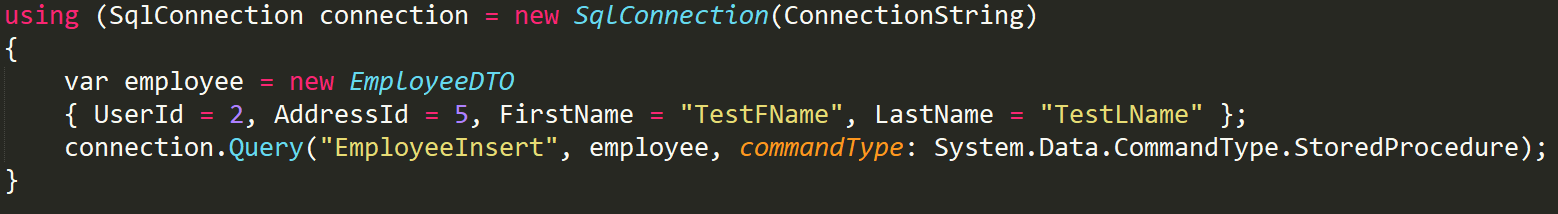 using (SqlConnection connection = new SqlConnection(ConnectionString)
{
    var employee = new EmployeeDTO
    { UserId = 2, AddressId = 5, FirstName = "TestFName", LastName = "TestLName" };
    connection.Query("EmployeeInsert", employee, commandType: System.Data.CommandType.StoredProcedure);
}